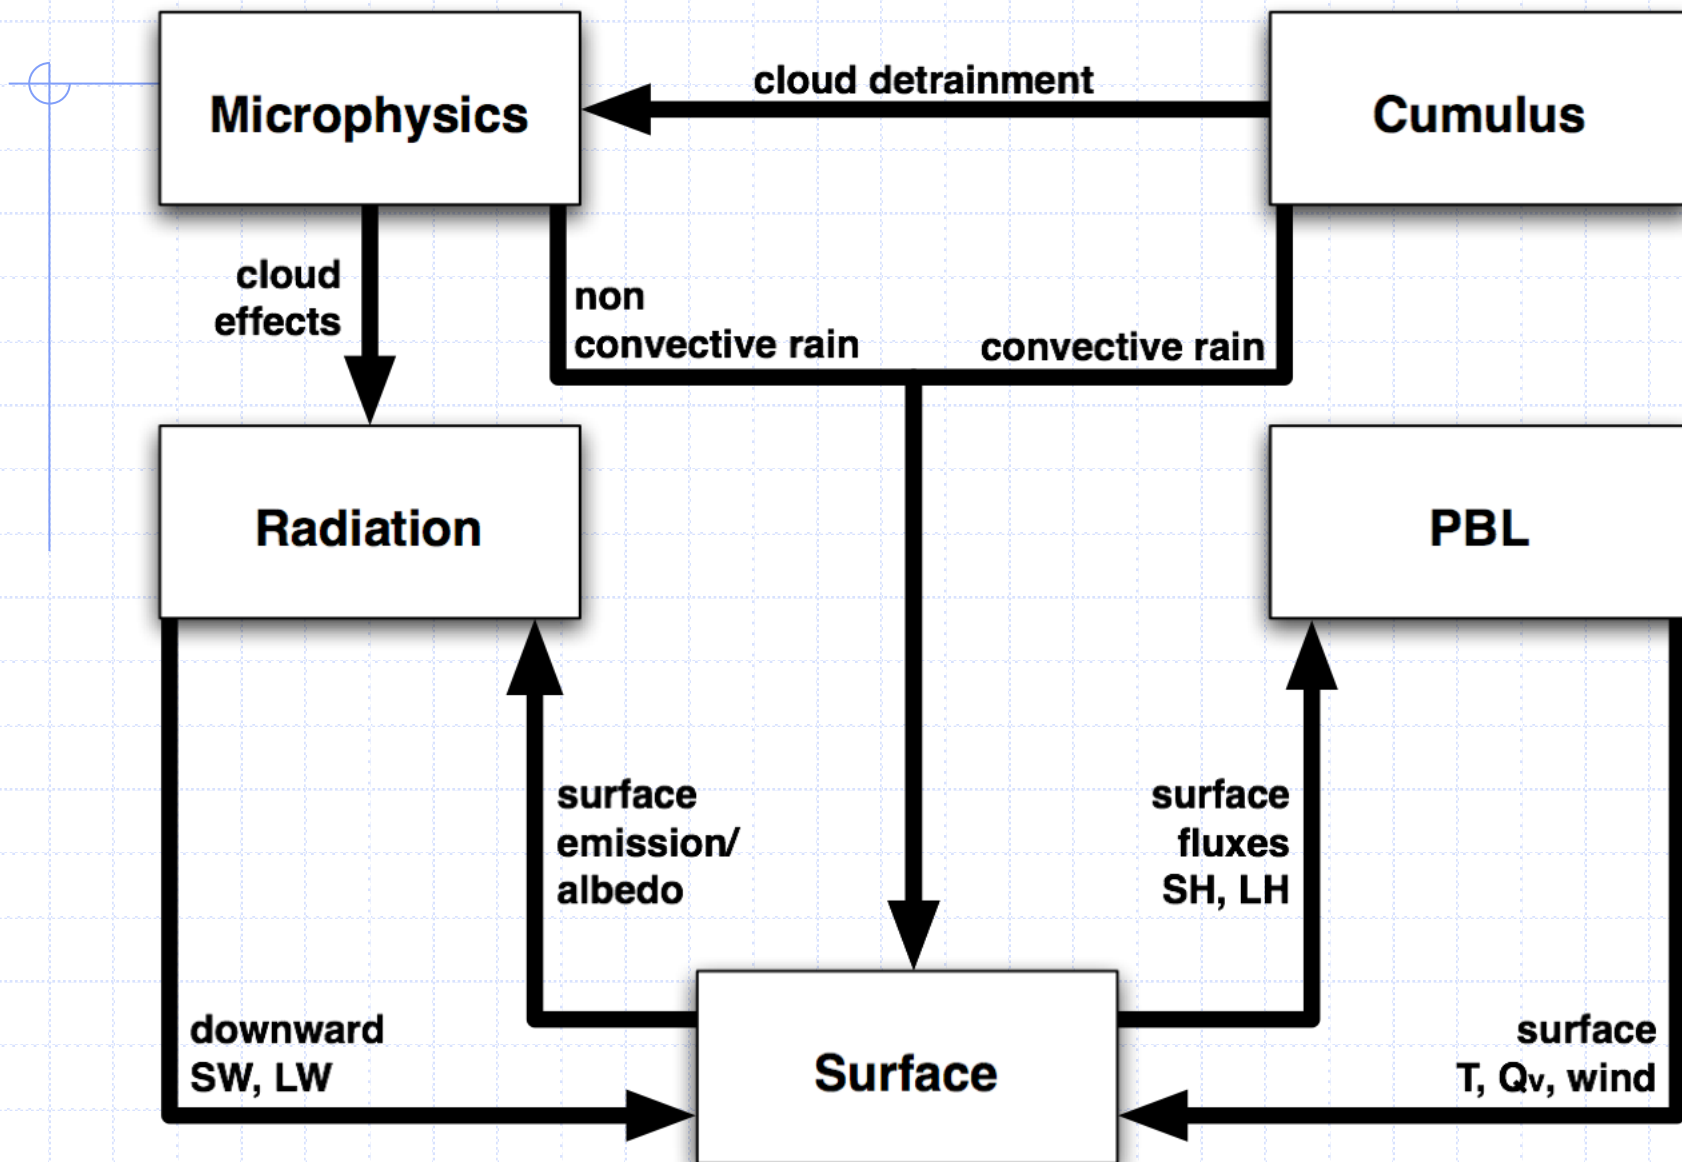 Microphysics
cloud detrainment
Cumulus
cloud
effects
non
convective rain
convective rain
Radiation
PBL
surface
emission/
albedo
surface
fluxes
SH, LH
downward
SW, LW
Surface
surface
T, Qv, wind